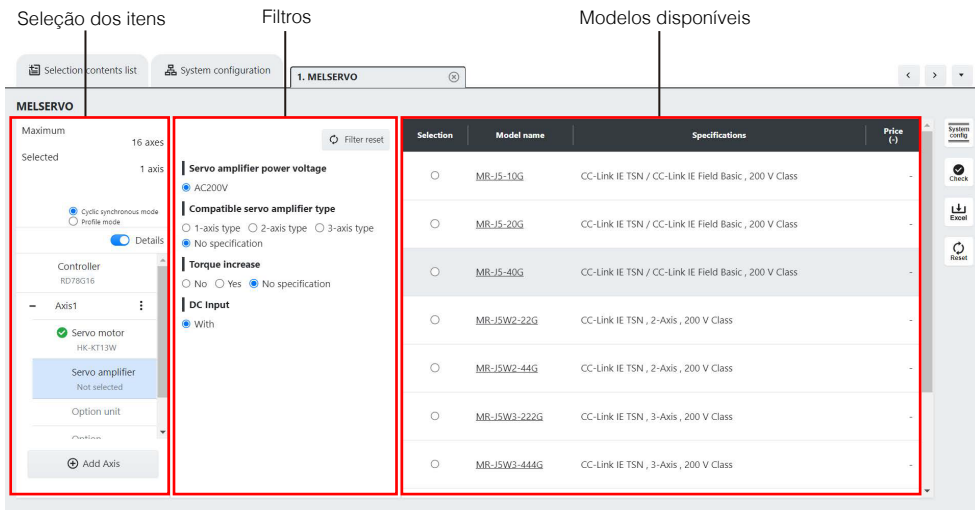 Seleção dos itens
Filtros
Modelos disponíveis
Selection contents list
System configuration
1. MELSERVO
MELSERVO
Maximum
16 axes
Selected
1 axis
Cyclic synchronous mode
Profile mode
Details
Controller
RD78G16
Axis1
Servo motor
HK-KT13W
Servo amplifier
Not selected
Option unit
Option
Add Axis
Filter reset
Servo amplifier power voltage
AC200V
Compatible servo amplifier type
1-axis type 2-axis type 3-axis type
No specification
Torque increase
No Yes No specification
DC Input
With
Selection Model name Specifications Price
(-)
MR-J5-10G CC-Link IE TSN / CC-Link IE Field Basic , 200 V Class -
MR-J5-20G CC-Link IE TSN / CC-Link IE Field Basic , 200 V Class -
MR-J5-40G CC-Link IE TSN / CC-Link IE Field Basic , 200 V Class -
MR-J5W2-22G CC-Link IE TSN , 2-Axis , 200 V Class -
MR-J5W2-44G CC-Link IE TSN , 2-Axis , 200 V Class -
MR-J5W3-222G CC-Link IE TSN , 3-Axis , 200 V Class -
MR-J5W3-444G CC-Link IE TSN , 3-Axis , 200 V Class -
System
config
Check
Excel
Reset